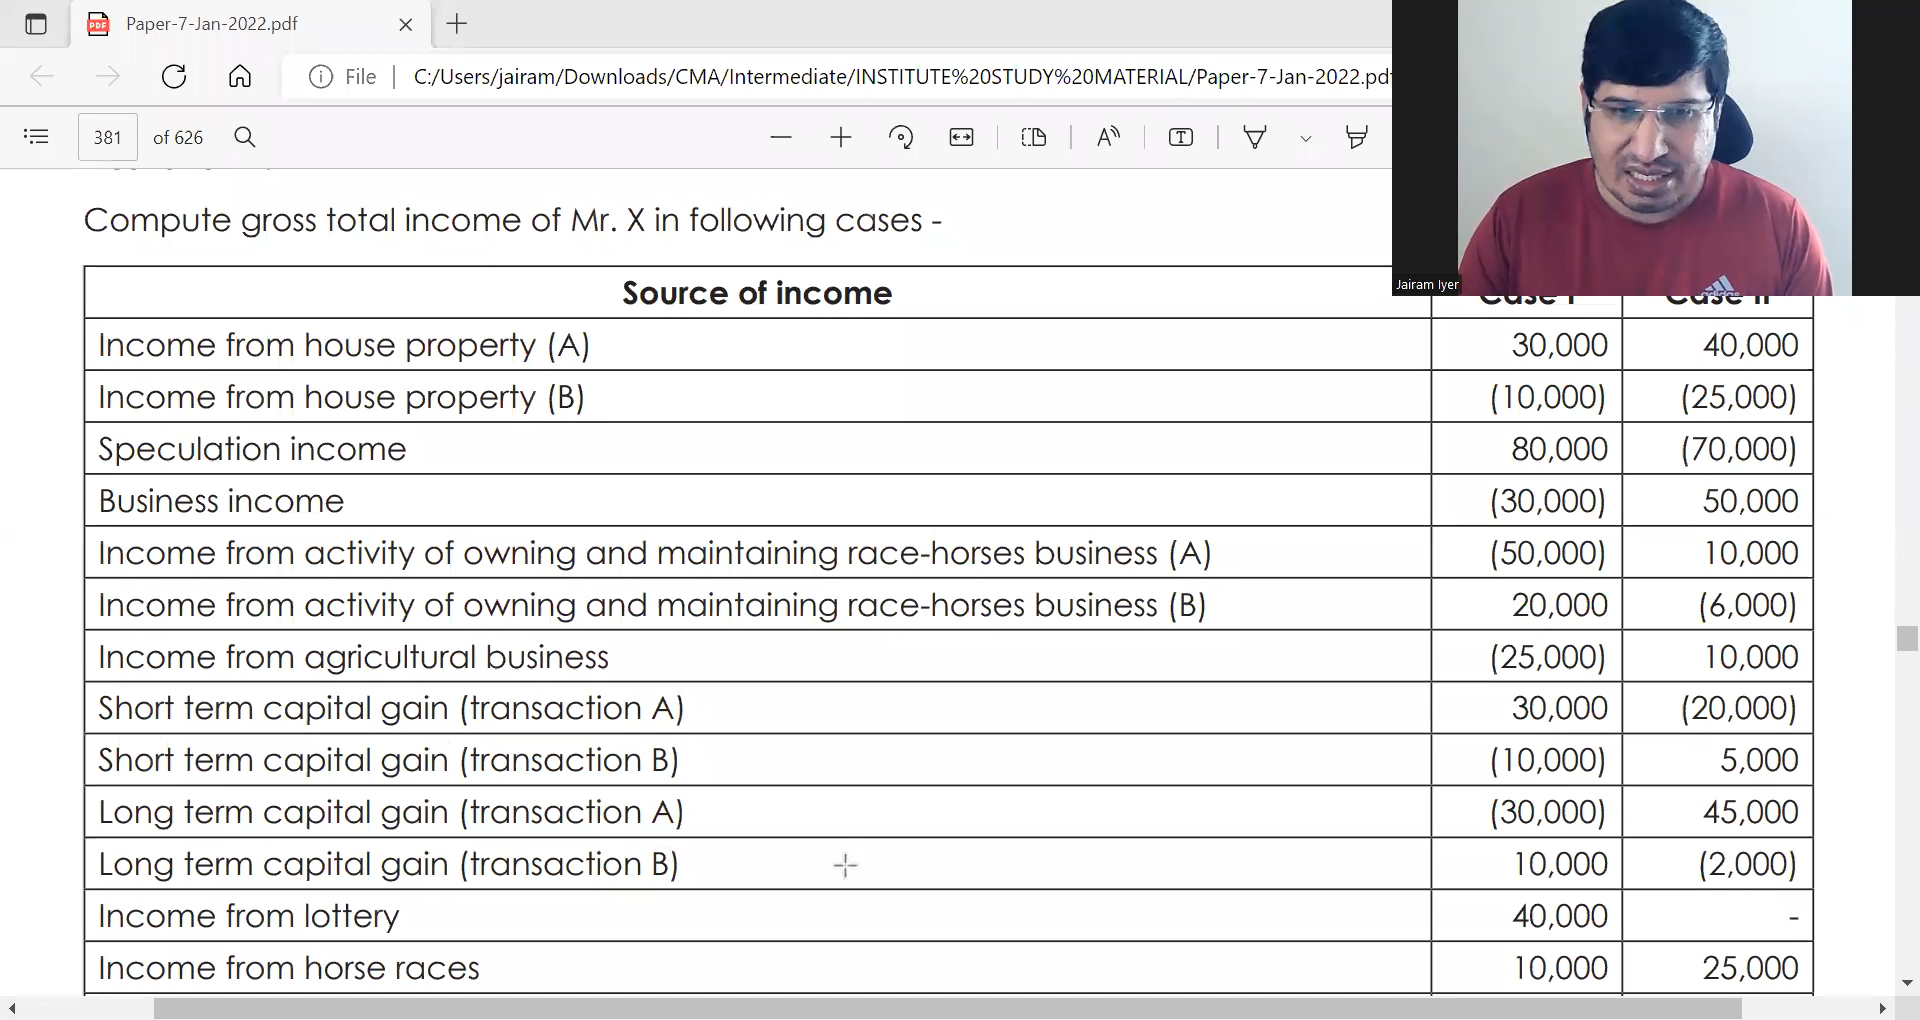 Paper-7-Jan-2022.pdf
File C:/Users/jairam/Downloads/CMA/Intermediate/INSTITUTE%20STUDY%20MATERIAL/Paper-7-Jan-2022.pdf
381 of 626
Jairam Iyer
adidas
Compute gross total income of Mr. X in following cases -
Source of income Case I Case II
Income from house property (A) 30,000 40,000
Income from house property (B) (10,000) (25,000)
Speculation income 80,000 (70,000)
Business income (30,000) 50,000
Income from activity of owning and maintaining race-horses business (A) (50,000) 10,000
Income from activity of owning and maintaining race-horses business (B) 20,000 (6,000)
Income from agricultural business (25,000) 10,000
Short term capital gain (transaction A) 30,000 (20,000)
Short term capital gain (transaction B) (10,000) 5,000
Long term capital gain (transaction A) (30,000) 45,000
Long term capital gain (transaction B) 10,000 (2,000)
Income from lottery 40,000 -
Income from horse races 10,000 25,000